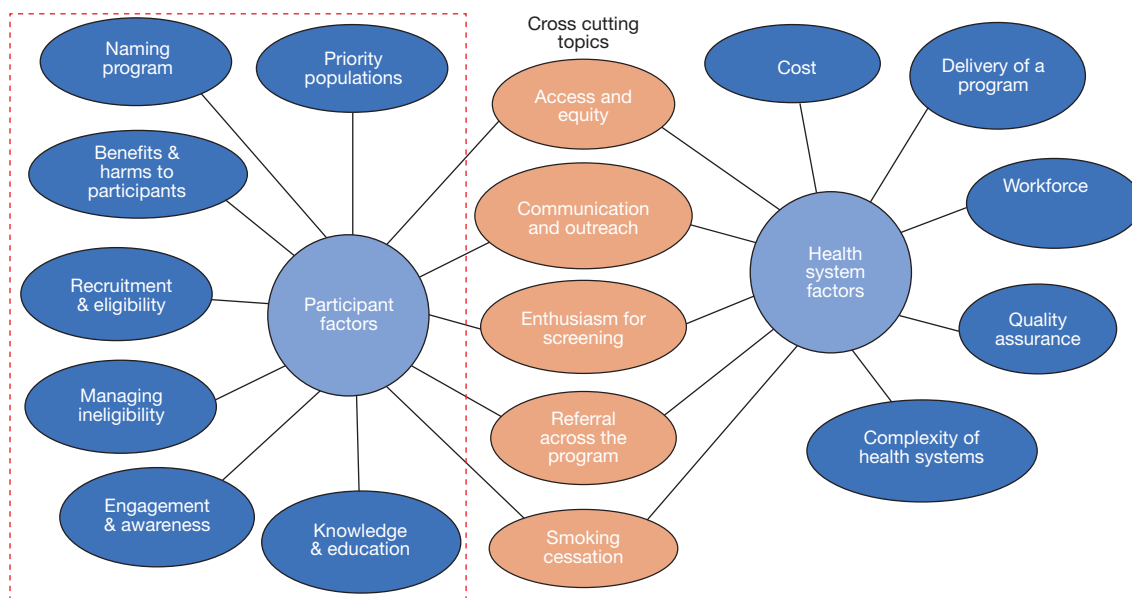 Naming
program
Priority
populations
Benefits &
harms to
participants
Recruitment
& eligibility
Participant
factors
Managing
ineligibility
Engagement
& awareness
Knowledge
& education
Cross cutting
topics
Access and
equity
Communication
and outreach
Enthusiasm for
screening
Referral
across the
program
Smoking
cessation
Cost
Delivery of a
program
Workforce
Health
system
factors
Quality
assurance
Complexity of
health systems